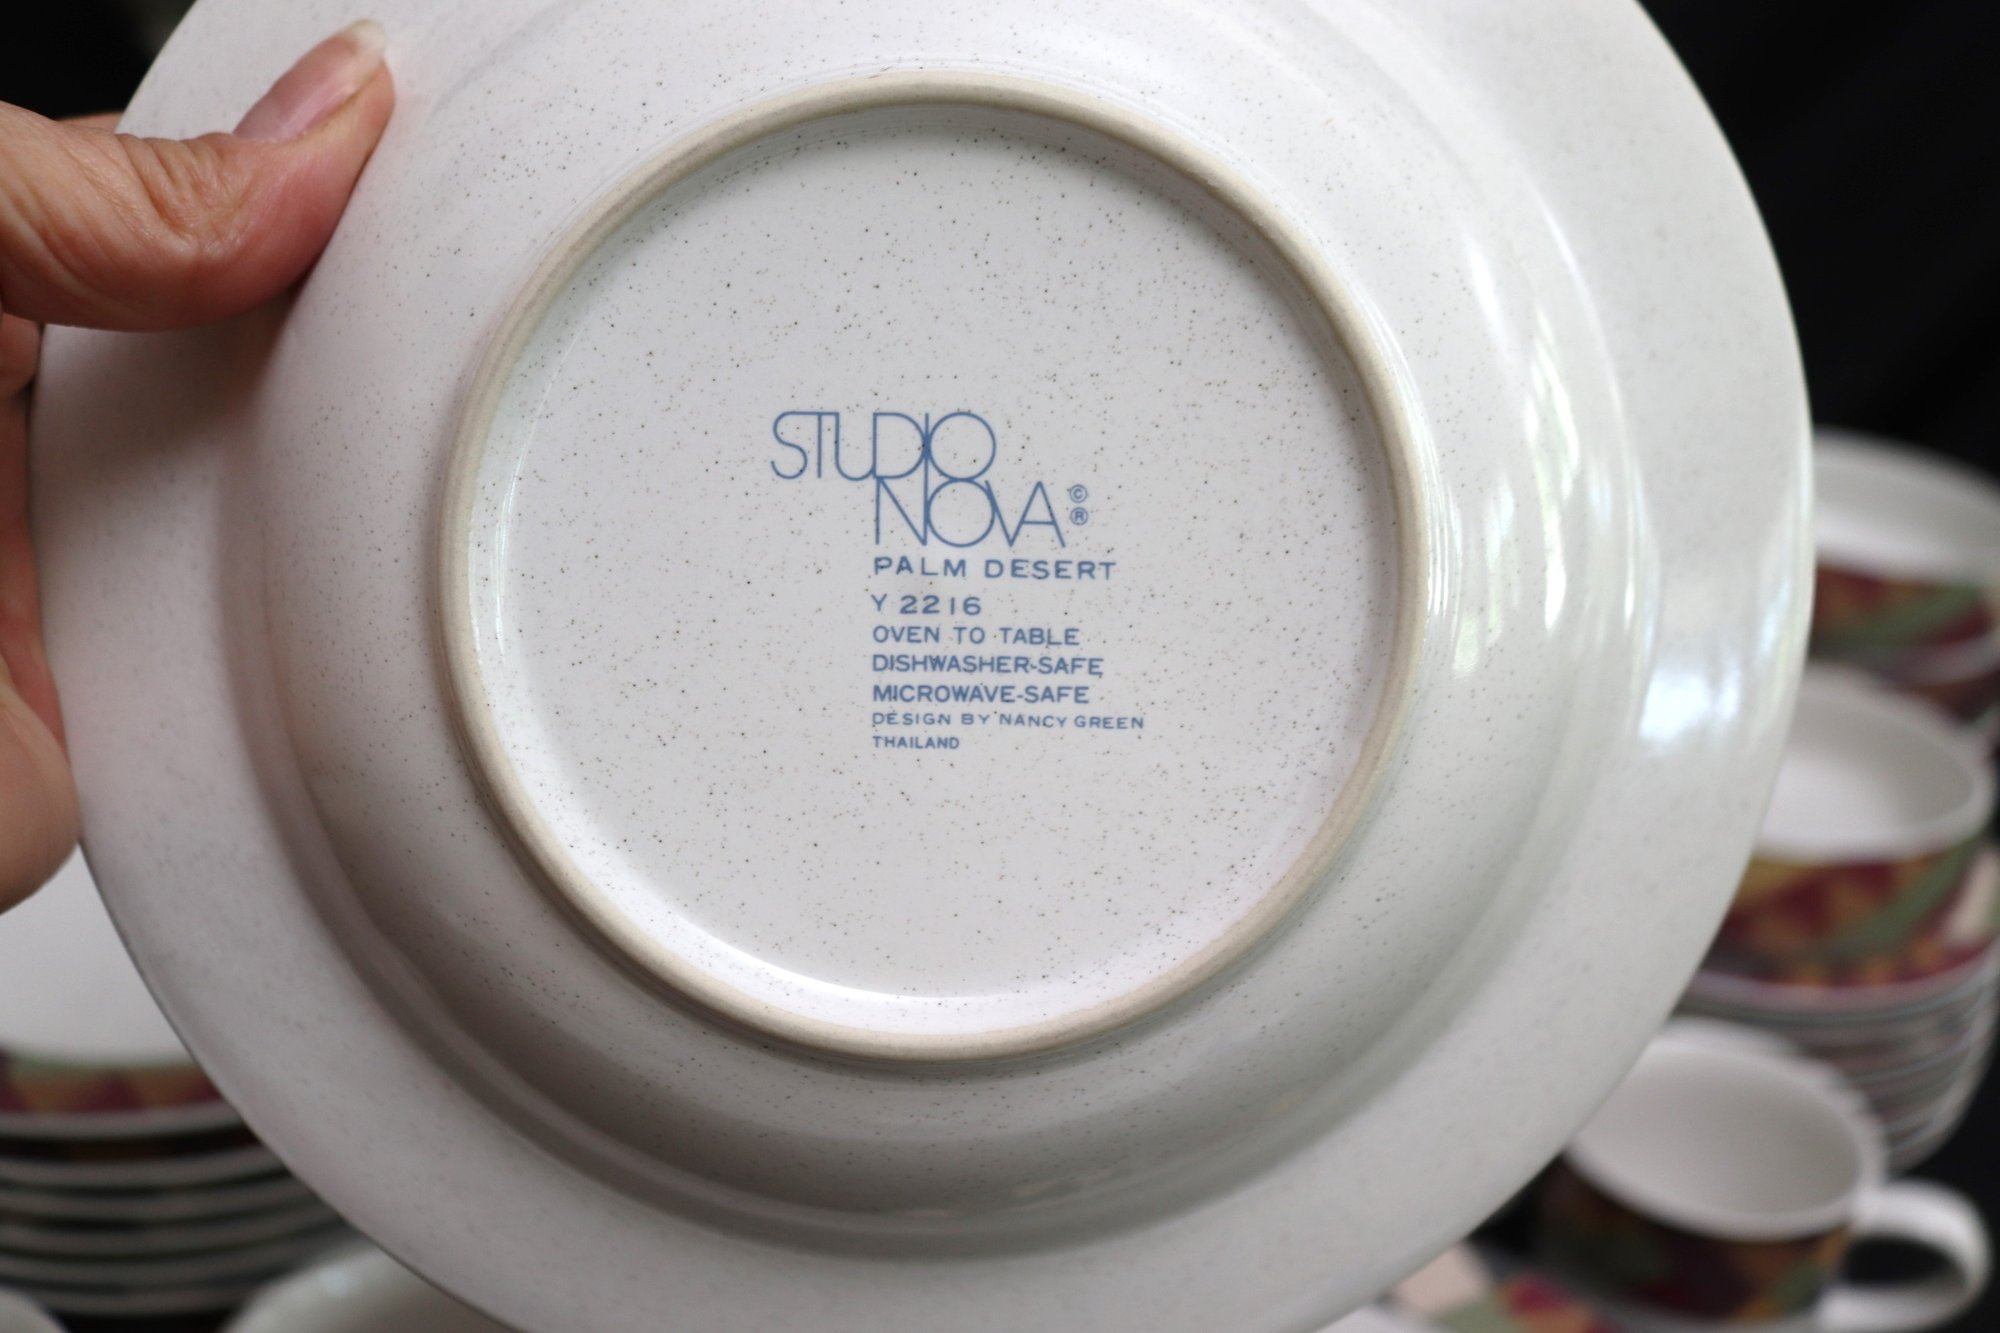 STUDIO
NOVA ©
®
PALM DESERT
Y 2216
OVEN TO TABLE
DISHWASHER-SAFE
MICROWAVE-SAFE
DESIGN BY NANCY GREEN
THAILAND